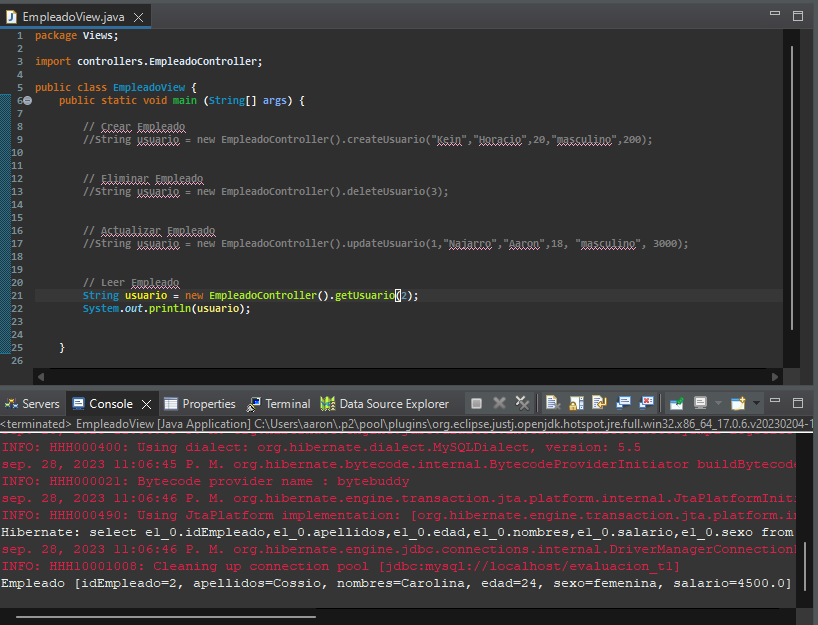 EmpleadoView.java
1 package Views;
2
3 import controllers.EmpleadoController;
4
5 public class EmpleadoView {
6 public static void main (String[] args) {
7
8 // Crear Empleado
9 //String usuario = new EmpleadoController().createUsuario("Kein","Horacio",20,"masculino",200);
10
11
12 // Eliminar Empleado
13 //String usuario = new EmpleadoController().deleteUsuario(3);
14
15
16 // Actualizar Empleado
17 //String usuario = new EmpleadoController().updateUsuario(1,"Najarro","Aaron",18, "masculino", 3000);
18
19
20 // Leer Empleado
21 String usuario = new EmpleadoController().getUsuario(2);
22 System.out.println(usuario);
23
24
25 }
26
Servers Console Properties Terminal Data Source Explorer
<terminated> EmpleadoView [Java Application] C:\Users\aaron\.p2\pool\plugins\org.eclipse.justj.openjdk.hotspot.jre.full.win32.x86_64_17.0.6.v20230204-1
INFO: HHH000400: Using dialect: org.hibernate.dialect.MySQLDialect, version: 5.5
sep. 28, 2023 11:06:45 P. M. org.hibernate.bytecode.internal.BytecodeProviderInitiator buildBytecode
INFO: HHH000021: Bytecode provider name : bytebuddy
sep. 28, 2023 11:06:46 P. M. org.hibernate.engine.transaction.jta.platform.internal.JtaPlatformIniti
INFO: HHH000490: Using JtaPlatform implementation: [org.hibernate.engine.transaction.jta.platform.in
Hibernate: select el_0.idEmpleado,el_0.apellidos,el_0.edad,el_0.nombres,el_0.salario,el_0.sexo from
sep. 28, 2023 11:06:46 P. M. org.hibernate.engine.jdbc.connections.internal.DriverManagerConnection
INFO: HHH10001008: Cleaning up connection pool [jdbc:mysql://localhost/evaluacion_t1]
Empleado [idEmpleado=2, apellidos=Cossio, nombres=Carolina, edad=24, sexo=femenina, salario=4500.0]